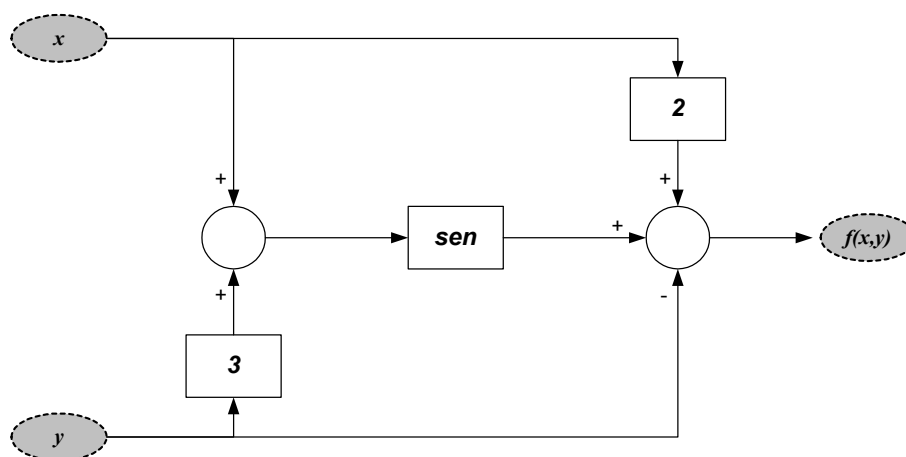 x
2
+
+
sen
+
f(x,y)
+
-
3
y